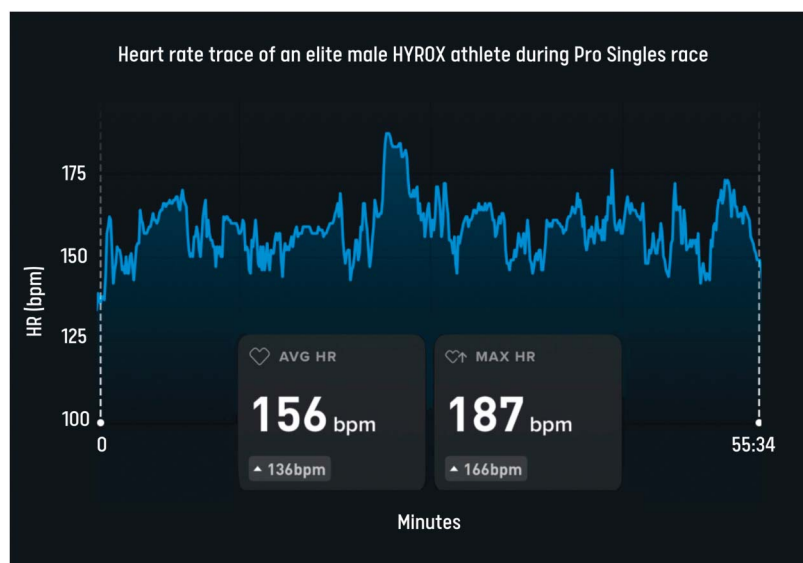 Heart rate trace of an elite male HYROX athlete during Pro Singles race
175
150
125
100
HR (bpm)
AVG HR
156 bpm
136bpm
MAX HR
187 bpm
166bpm
0
55:34
Minutes